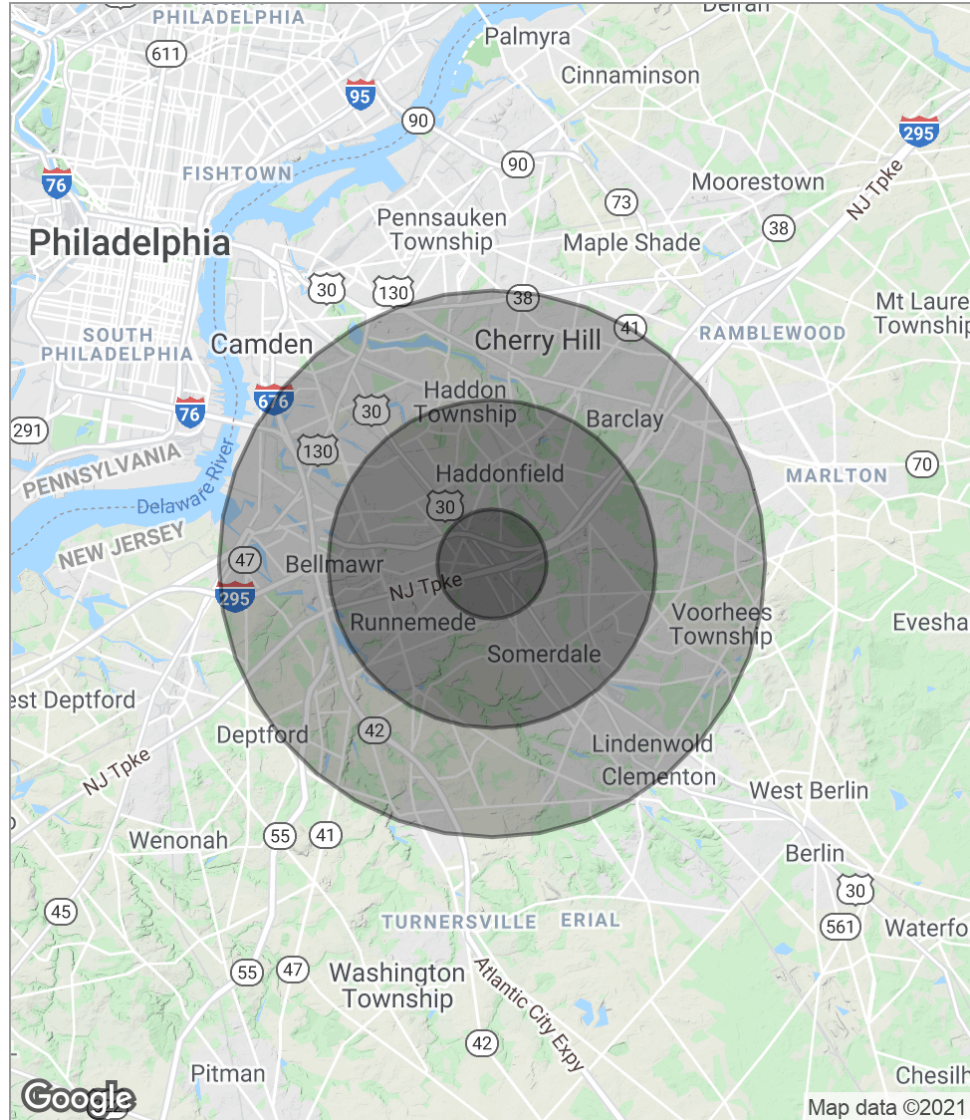 PHILADELPHIA
Delran
Palmyra
611
Cinnaminson
95
90
295
FISHTOWN
90
76
Moorestown
NJ Tpke
73
Pennsauken
Township
38
Philadelphia
Maple Shade
30
130
38
Mt Laure
Township
41
SOUTH
PHILADELPHIA
Camden
Cherry Hill
RAMBLEWOOD
676
Haddon
Township
76
30
Barclay
291
130
PENNSYLVANIA
Haddonfield
MARLTON
70
Delaware River
30
NEW JERSEY
47
Bellmawr
NJ Tpke
295
Runnemede
Voorhees
Township
Evesha
Somerdale
est Deptford
Deptford
42
Lindenwold
NJ Tpke
Clementon
West Berlin
Wenonah
55
41
Berlin
30
45
TURNERSVILLE
ERIAL
561
Waterfo
55
47
Washington
Township
Atlantic City Expy
42
Pitman
Chesilh
Google
Map data ©2021